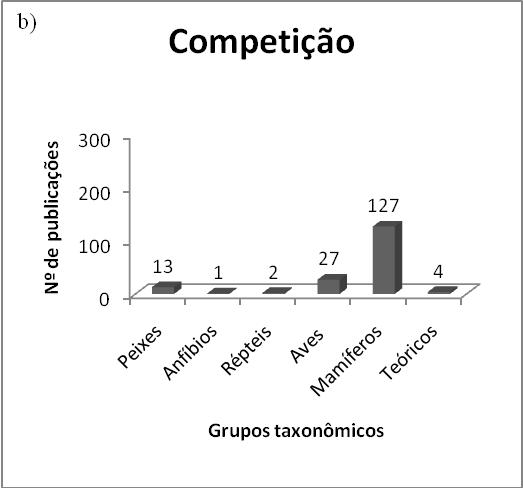 b)
Competição
Nº de publicações
300
200
100
0
13
1
2
27
127
4
Peixes
Anfíbios
Répteis
Aves
Mamíferos
Teóricos
Grupos taxonômicos